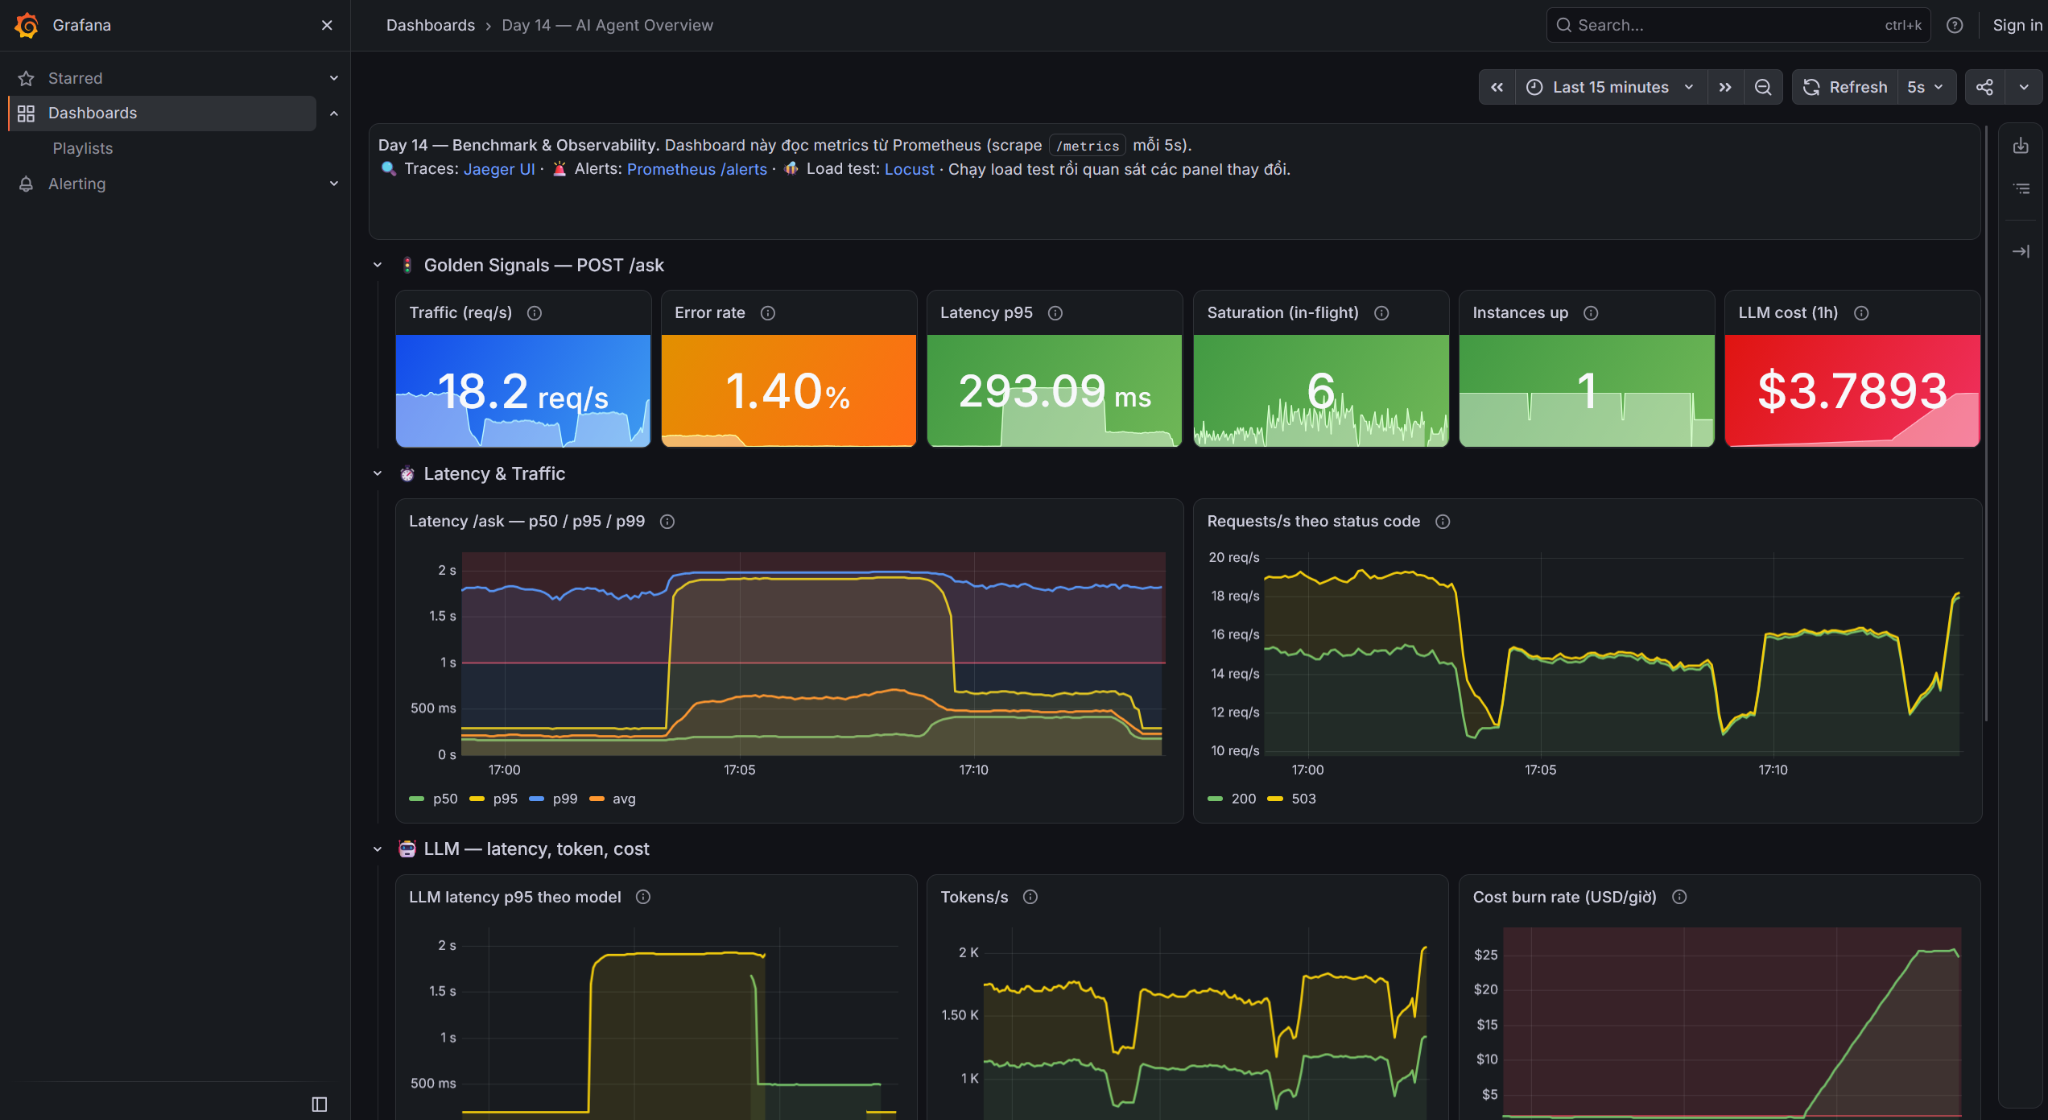 Grafana
Dashboards › Day 14 — AI Agent Overview
Search...
ctrl+k
Sign in
Starred
Dashboards
Playlists
Alerting
Last 15 minutes
Refresh
5s
Day 14 — Benchmark & Observability. Dashboard này đọc metrics từ Prometheus (scrape /metrics mỗi 5s).
Traces: Jaeger UI · Alerts: Prometheus /alerts · Load test: Locust · Chạy load test rồi quan sát các panel thay đổi.
Golden Signals — POST /ask
Traffic (req/s)
18.2 req/s
Error rate
1.40%
Latency p95
293.09 ms
Saturation (in-flight)
6
Instances up
1
LLM cost (1h)
$3.7893
Latency & Traffic
Latency /ask — p50 / p95 / p99
2 s
1.5 s
1 s
500 ms
0 s
17:00
17:05
17:10
p50
p95
p99
avg
Requests/s theo status code
20 req/s
18 req/s
16 req/s
14 req/s
12 req/s
10 req/s
17:00
17:05
17:10
200
503
LLM — latency, token, cost
LLM latency p95 theo model
2 s
1.5 s
1 s
500 ms
Tokens/s
2 K
1.50 K
1 K
Cost burn rate (USD/giờ)
$25
$20
$15
$10
$5